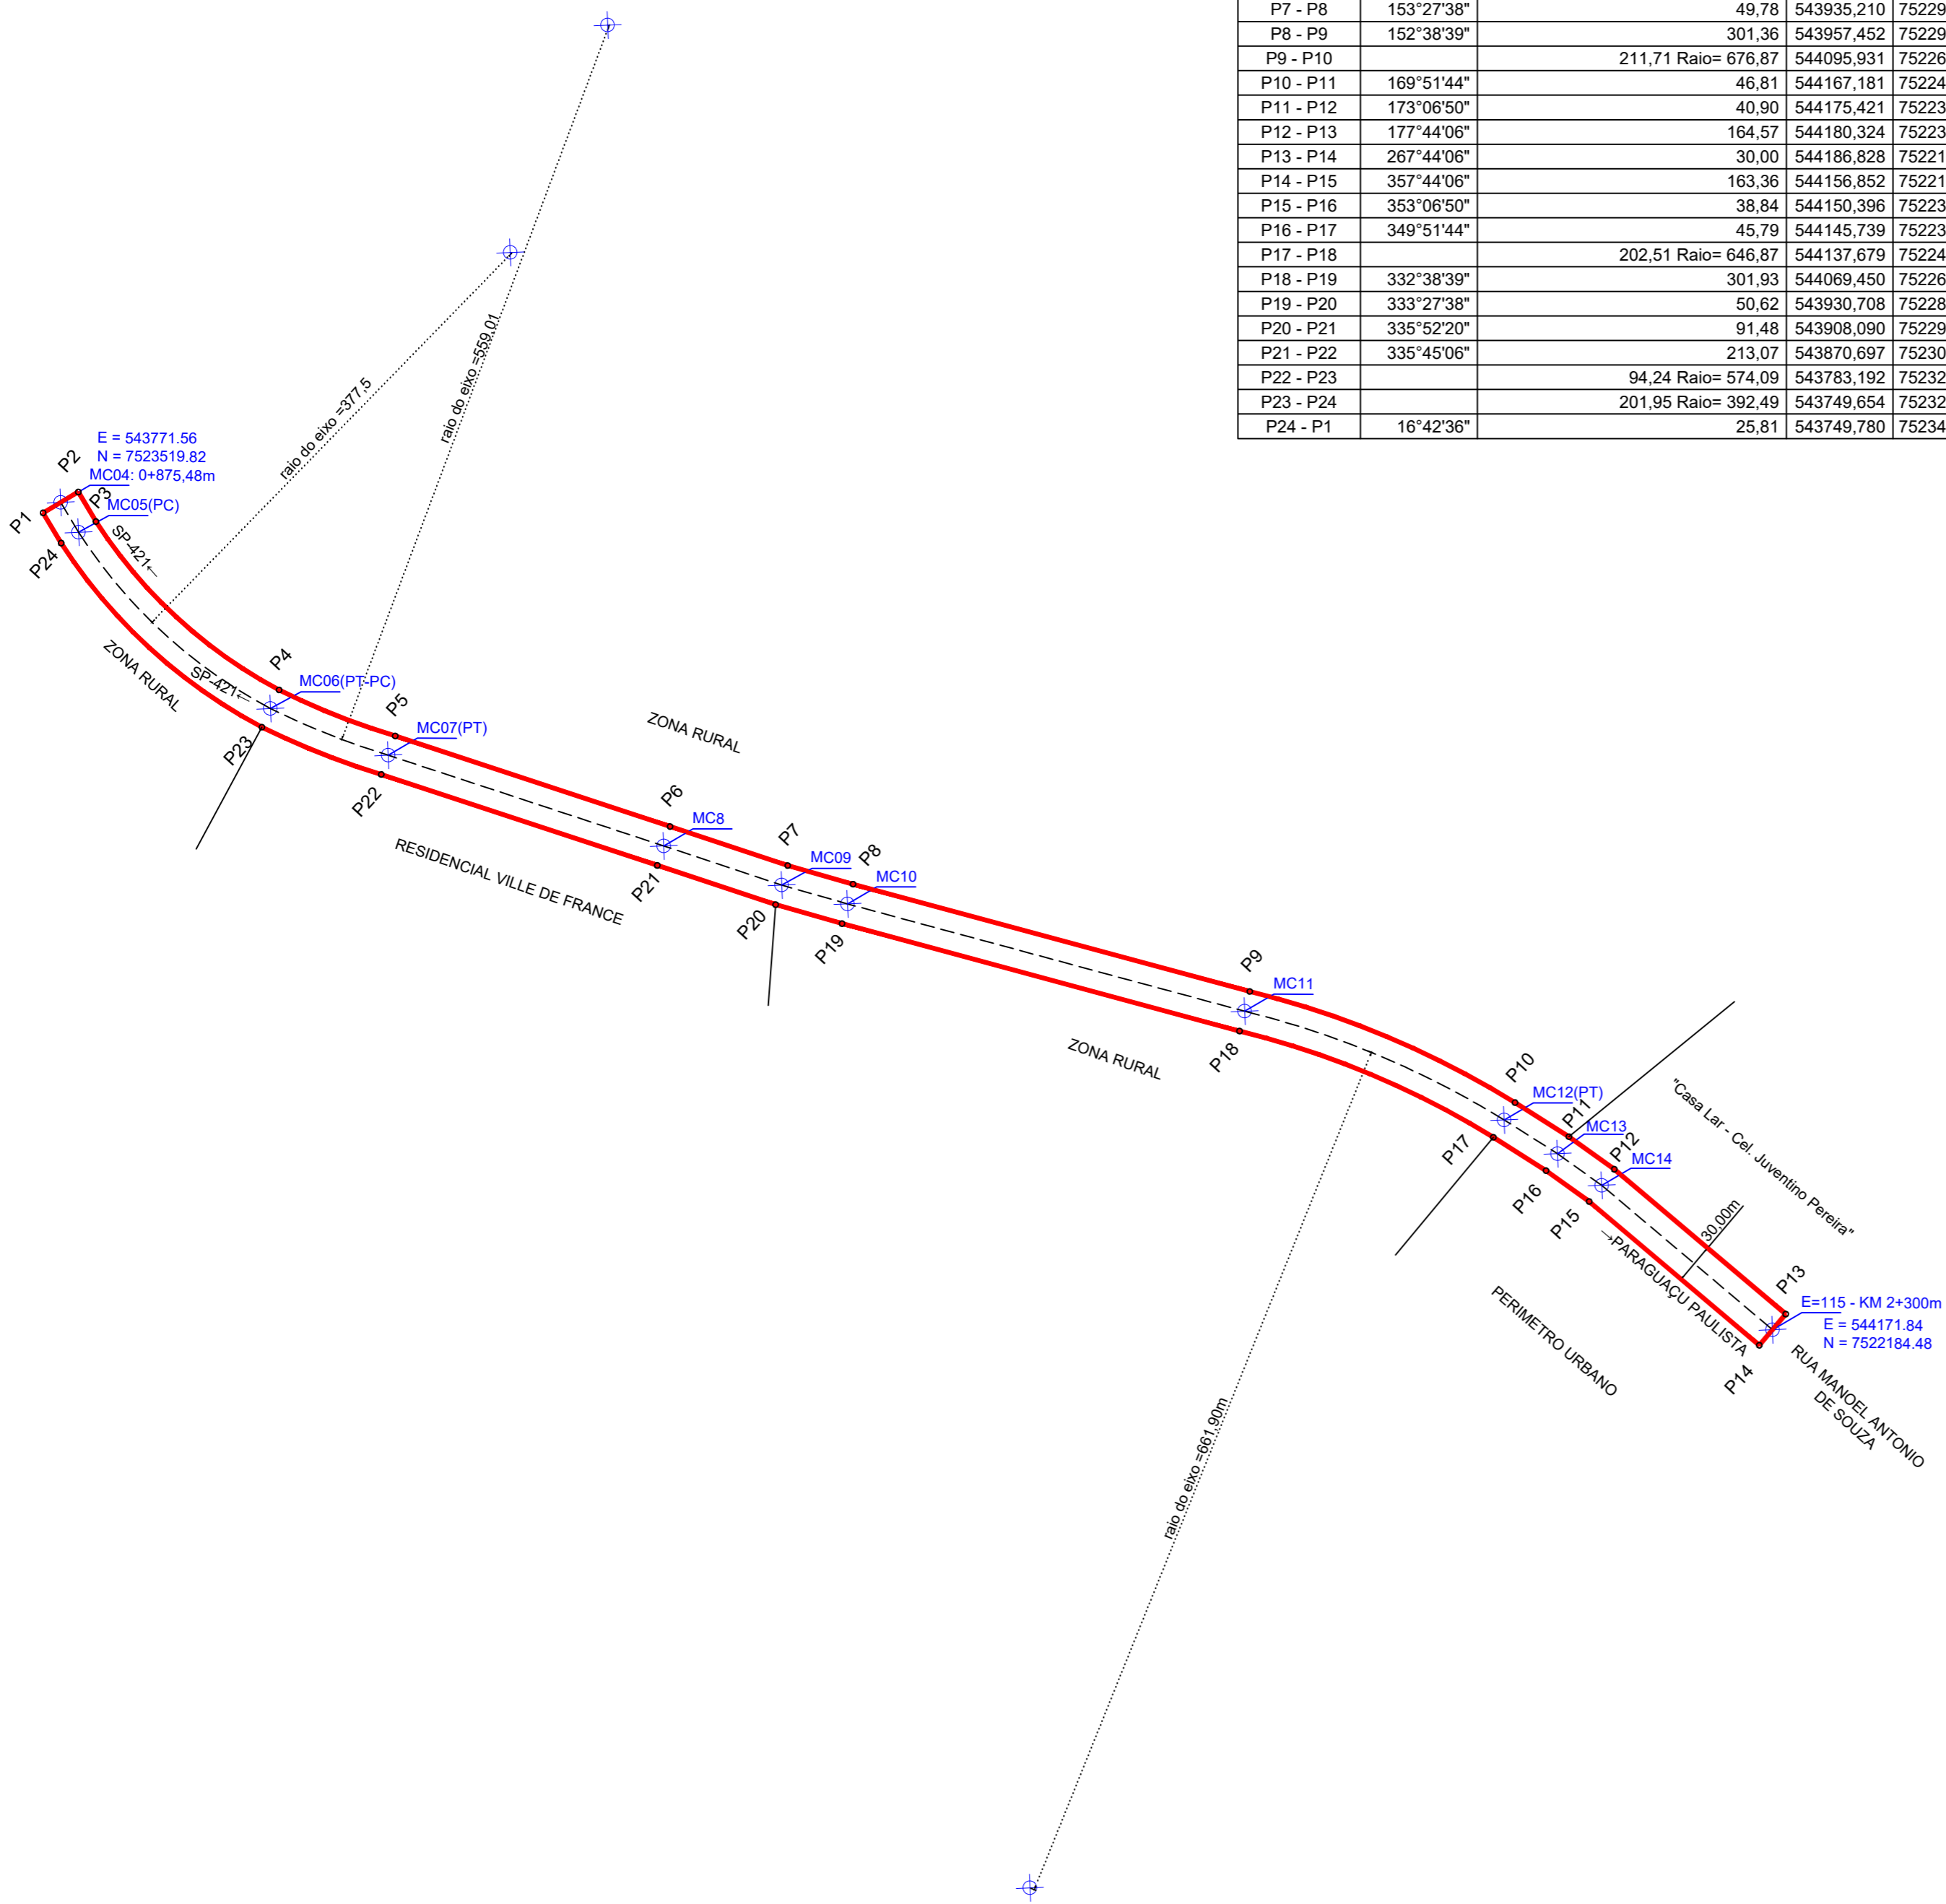 P7 - P8 153°27'38" 49,78 543935,210 75229
P8 - P9 152°38'39" 301,36 543957,452 75229
P9 - P10 211,71 Raio= 676,87 544095,931 75226
P10 - P11 169°51'44" 46,81 544167,181 75224
P11 - P12 173°06'50" 40,90 544175,421 75223
P12 - P13 177°44'06" 164,57 544180,324 75223
P13 - P14 267°44'06" 30,00 544186,828 75221
P14 - P15 357°44'06" 163,36 544156,852 75221
P15 - P16 353°06'50" 38,84 544150,396 75223
P16 - P17 349°51'44" 45,79 544145,739 75223
P17 - P18 202,51 Raio= 646,87 544137,679 75224
P18 - P19 332°38'39" 301,93 544069,450 75226
P19 - P20 333°27'38" 50,62 543930,708 75228
P20 - P21 335°52'20" 91,48 543908,090 75229
P21 - P22 335°45'06" 213,07 543870,697 75230
P22 - P23 94,24 Raio= 574,09 543783,192 75232
P23 - P24 201,95 Raio= 392,49 543749,654 75232
P24 - P1 16°42'36" 25,81 543749,780 75234
raio do eixo =377,5
raio do eixo =559,01
E = 543771.56
N = 7523519.82
MC04: 0+875,48m
P2
P3
MC05(PC)
P1
P24
SP-421←
ZONA RURAL
SP-421←
P4
MC06(PT-PC)
P5
MC07(PT)
P23
P22
ZONA RURAL
RESIDENCIAL VILLE DE FRANCE
P6
MC8
P7
MC09
P8
MC10
P21
P20
P19
P9
MC11
P18
ZONA RURAL
P10
MC12(PT)
P11
MC13
P12
MC14
"Casa Lar - Cel. Juventino Pereira"
P17
P16
P15
→PARAGUAÇU PAULISTA
30,00m
P13
E=115 - KM 2+300m
E = 544171.84
N = 7522184.48
P14
PERIMETRO URBANO
RUA MANOEL ANTONIO
DE SOUZA
raio do eixo =661,90m